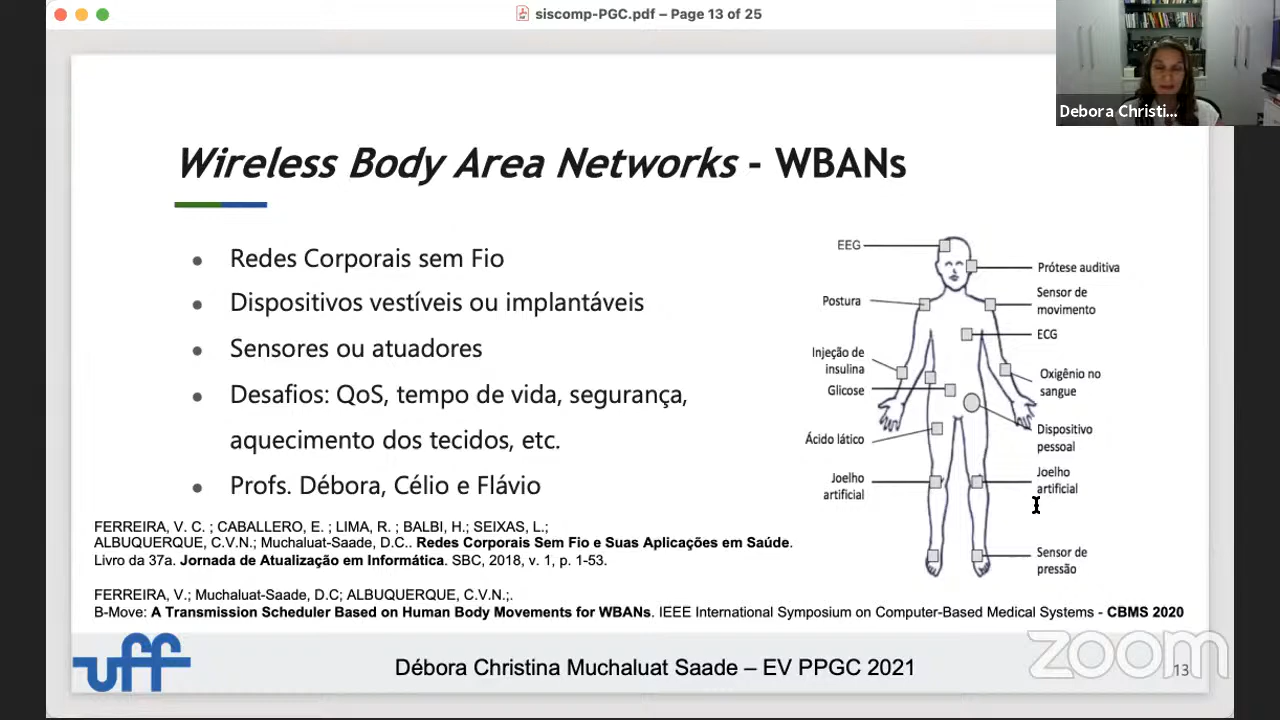 siscomp-PGC.pdf – Page 13 of 25
Debora Christi...
Wireless Body Area Networks - WBANs
• Redes Corporais sem Fio
• Dispositivos vestíveis ou implantáveis
• Sensores ou atuadores
• Desafios: QoS, tempo de vida, segurança,
aquecimento dos tecidos, etc.
• Profs. Débora, Célio e Flávio
EEG
Postura
Injeção de
insulina
Glicose
Ácido lático
Joelho
artificial
Prótese auditiva
Sensor de
movimento
ECG
Oxigênio no
sangue
Dispositivo
pessoal
Joelho
artificial
Sensor de
pressão
FERREIRA, V. C. ; CABALLERO, E. ; LIMA, R. ; BALBI, H.; SEIXAS, L.;
ALBUQUERQUE, C.V.N.; Muchaluat-Saade, D.C.. Redes Corporais Sem Fio e Suas Aplicações em Saúde.
Livro da 37a. Jornada de Atualização em Informática. SBC, 2018, v. 1, p. 1-53.
FERREIRA, V.; Muchaluat-Saade, D.C; ALBUQUERQUE, C.V.N.;.
B-Move: A Transmission Scheduler Based on Human Body Movements for WBANs. IEEE International Symposium on Computer-Based Medical Systems - CBMS 2020
uff
Débora Christina Muchaluat Saade – EV PPGC 2021
zoom
13